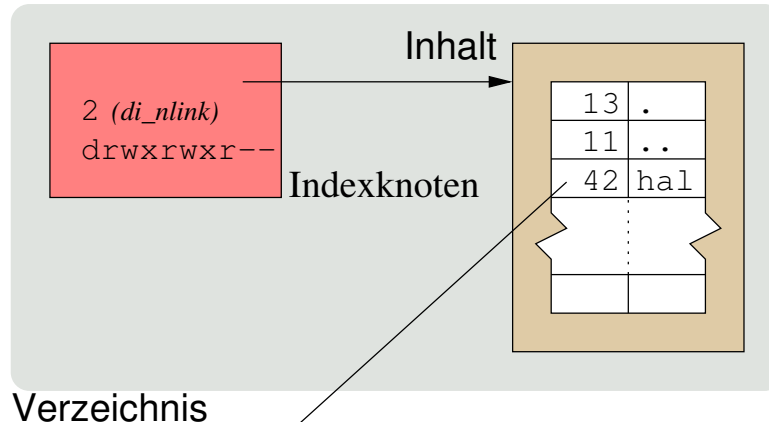 Inhalt
2 (di_nlink)
drwxrwxr--
Indexknoten
13 .
11 ..
42 hal
Verzeichnis